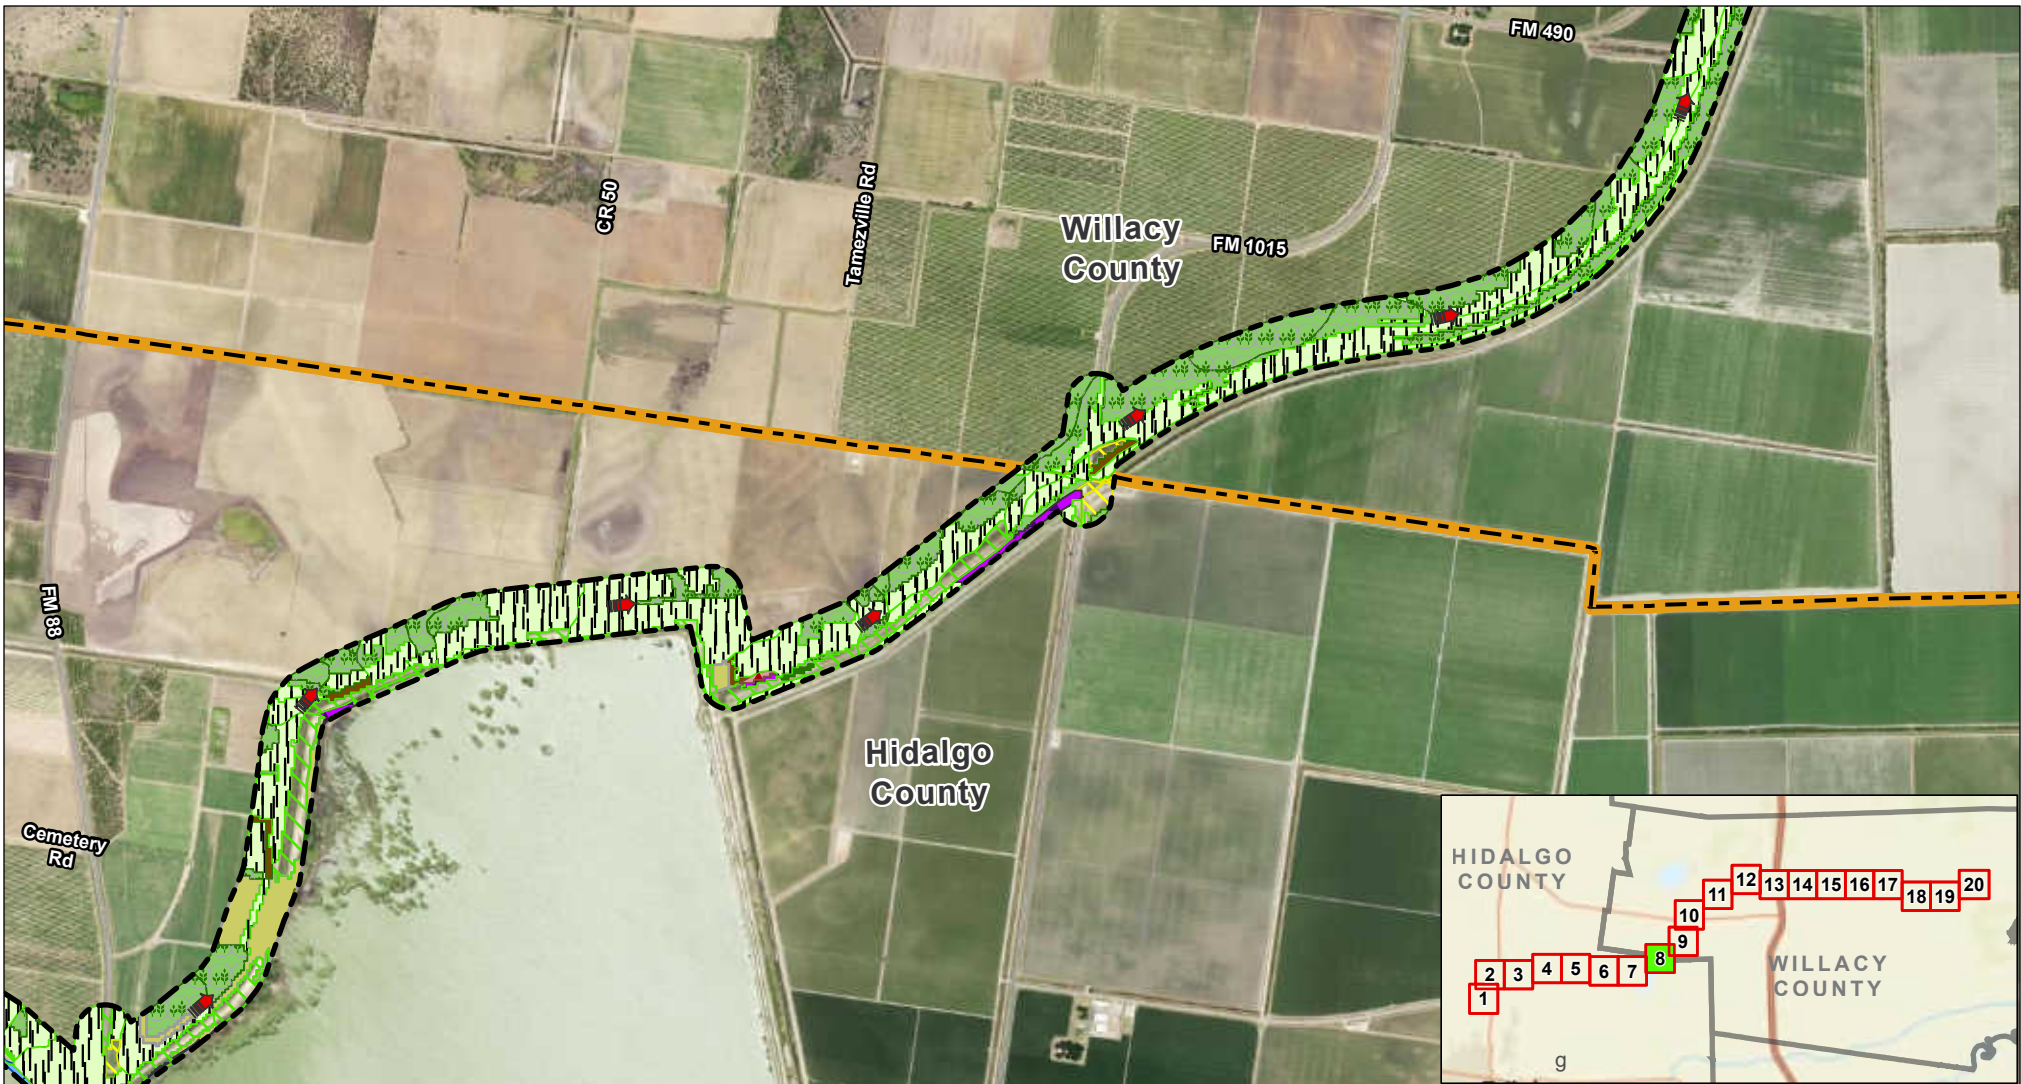 FM 490
CR 50
Tamezville Rd
Willacy
County
FM 1015
FM 88
Hidalgo
County
Cemetery
Rd
HIDALGO
COUNTY
12
13
14
15
16
17
20
11
18
19
10
9
8
WILLACY
COUNTY
2
3
4
5
6
7
1
g